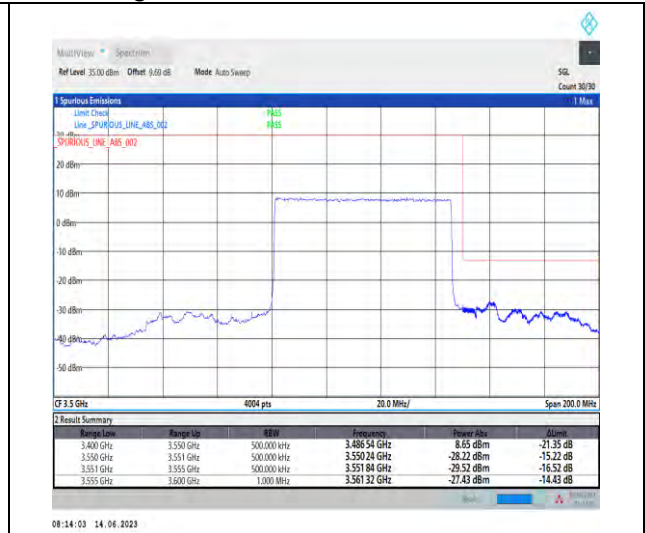 MultiView Spectrum
Ref Level 35.00 dBm Offset 9.69 dB Mode Auto Sweep SGL
Count 30/30
1 Spurious Emissions 1 Max
Limit Check PASS
Line _SPURIOUS_LINE_ABS_002 PASS
30 dBm
_SPURIOUS_LINE_ABS_002
20 dBm
10 dBm
0 dBm
-10 dBm
-20 dBm
-30 dBm
-40 dBm
-50 dBm
CF 3.5 GHz 4004 pts 20.0 MHz/ Span 200.0 MHz
2 Result Summary
Range Low Range Up RBW Frequency Power Abs ΔLimit
3.400 GHz 3.550 GHz 500.000 kHz 3.486 54 GHz 8.65 dBm -21.35 dB
3.550 GHz 3.551 GHz 500.000 kHz 3.550 24 GHz -28.22 dBm -15.22 dB
3.551 GHz 3.555 GHz 500.000 kHz 3.551 84 GHz -29.52 dBm -16.52 dB
3.555 GHz 3.600 GHz 1.000 MHz 3.561 32 GHz -27.43 dBm -14.43 dB
08:14:03 14.06.2023